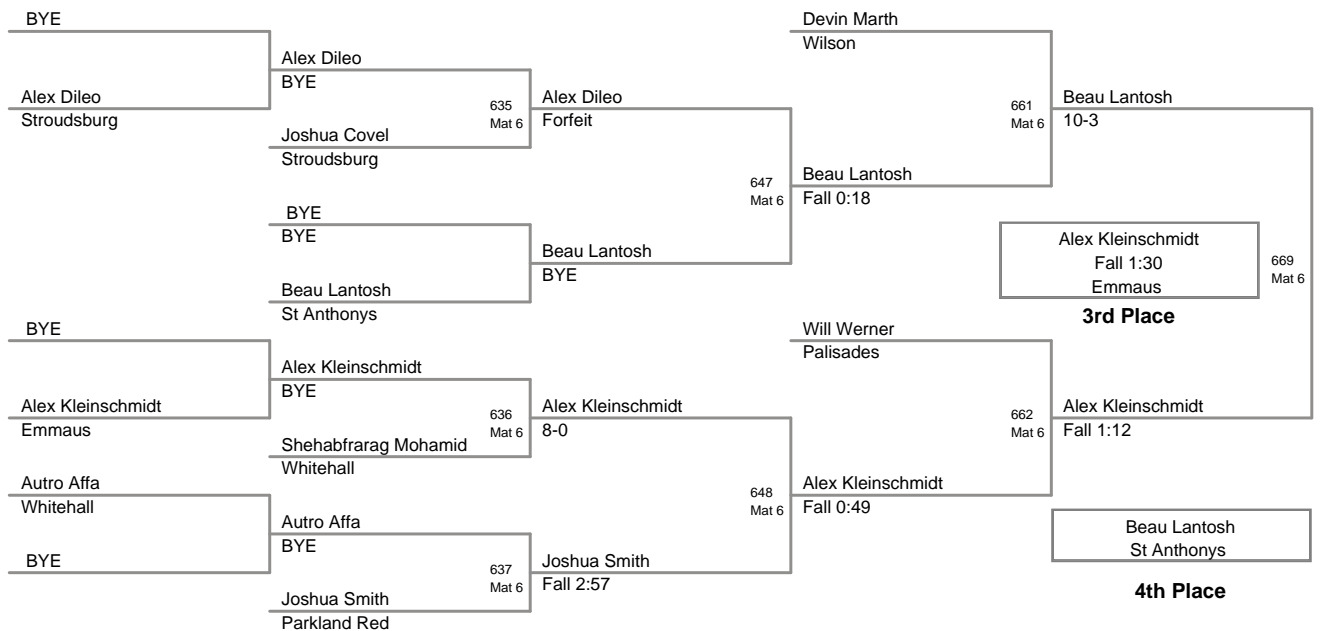 BYE
Alex Dileo
Stroudsburg
Alex Dileo
BYE
Joshua Covel
Stroudsburg
635
Mat 6
Alex Dileo
Forfeit
BYE
BYE
Beau Lantosh
St Anthonys
Beau Lantosh
BYE
647
Mat 6
Beau Lantosh
Fall 0:18
Devin Marth
Wilson
661
Mat 6
Beau Lantosh
10-3
Alex Kleinschmidt
Fall 1:30
Emmaus
3rd Place
669
Mat 6
BYE
Alex Kleinschmidt
Emmaus
Alex Kleinschmidt
BYE
Shehabfrarag Mohamid
Whitehall
636
Mat 6
Alex Kleinschmidt
8-0
Autro Affa
Whitehall
BYE
Autro Affa
BYE
Joshua Smith
Parkland Red
637
Mat 6
Joshua Smith
Fall 2:57
648
Mat 6
Alex Kleinschmidt
Fall 0:49
Will Werner
Palisades
662
Mat 6
Alex Kleinschmidt
Fall 1:12
Beau Lantosh
St Anthonys
4th Place